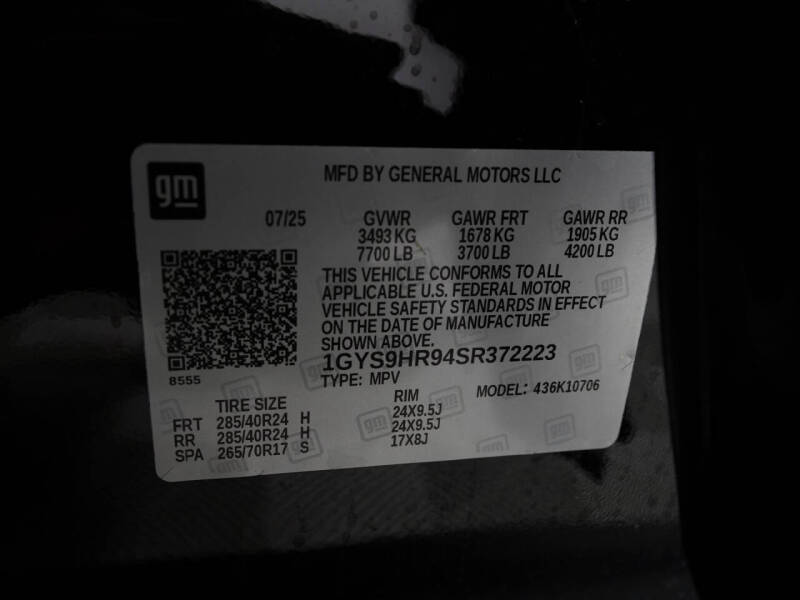 gm
MFD BY GENERAL MOTORS LLC
07/25 GVWR GAWR FRT GAWR RR
3493 KG 1678 KG 1905 KG
7700 LB 3700 LB 4200 LB
THIS VEHICLE CONFORMS TO ALL
APPLICABLE U.S. FEDERAL MOTOR
VEHICLE SAFETY STANDARDS IN EFFECT
ON THE DATE OF MANUFACTURE
SHOWN ABOVE.
1GYS9HR94SR372223
8555
TYPE: MPV MODEL: 436K10706
TIRE SIZE RIM
FRT 285/40R24 H 24X9.5J
RR 285/40R24 H 24X9.5J
SPA 265/70R17 S 17X8J